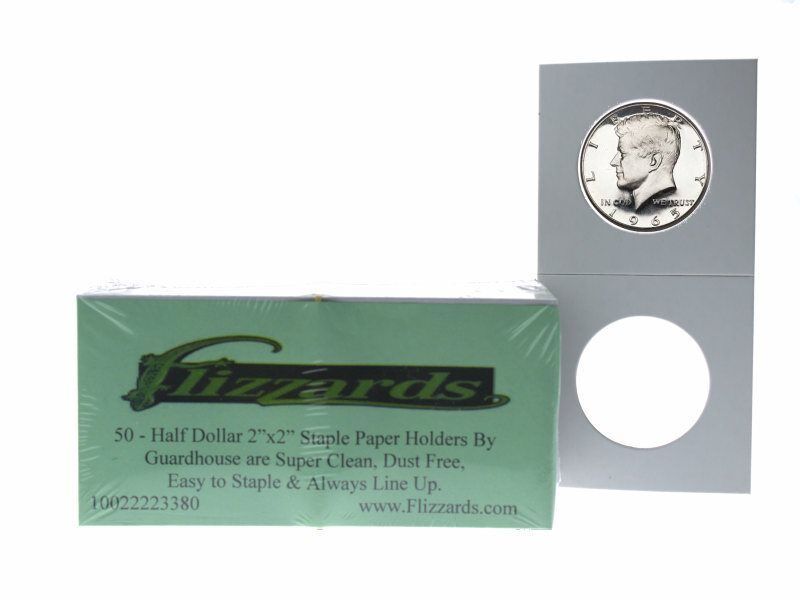 LIBERTY
IN GOD WE TRUST
1965
Flizzards
50 - Half Dollar 2"x2" Staple Paper Holders By
Guardhouse are Super Clean, Dust Free,
Easy to Staple & Always Line Up.
10022223380 www.Flizzards.com